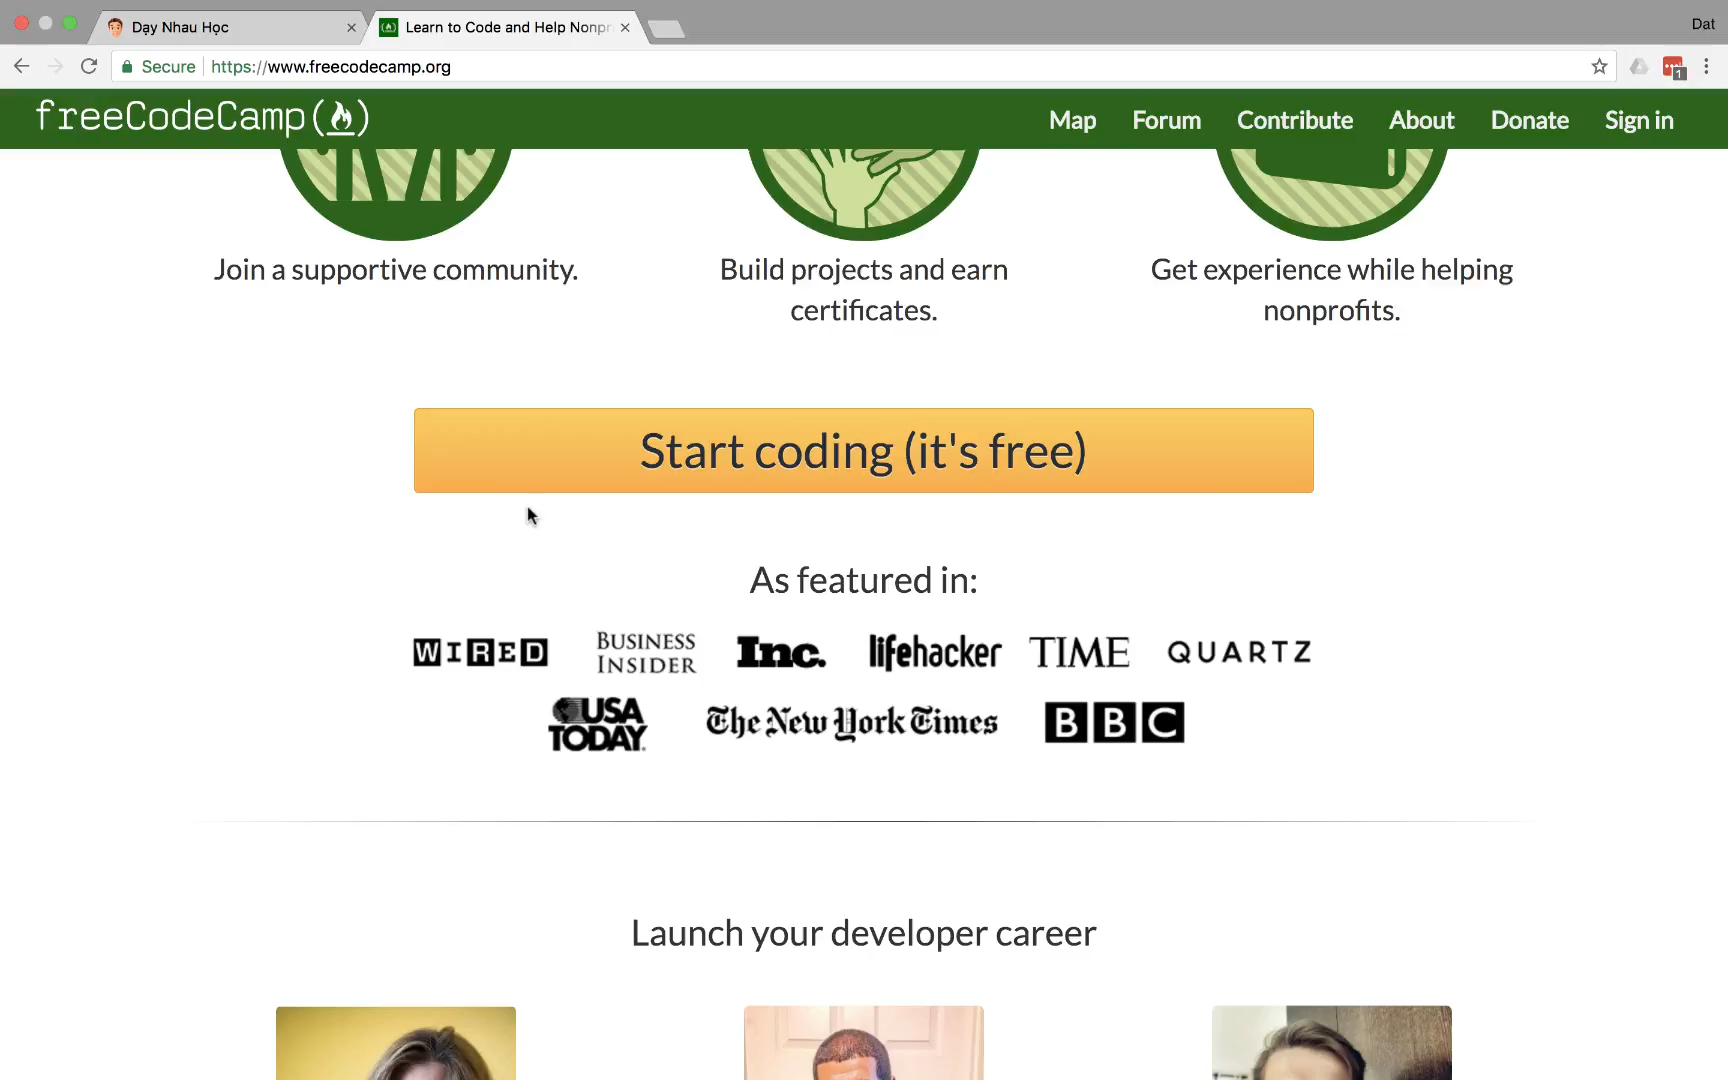 Dạy Nhau Học
Learn to Code and Help Nonpr
Dat
Secure
https://www.freecodecamp.org
1
freeCodeCamp(🔥)
Map
Forum
Contribute
About
Donate
Sign in
Join a supportive community.
Build projects and earn
certificates.
Get experience while helping
nonprofits.
Start coding (it's free)
As featured in:
WIRED
BUSINESS
INSIDER
Inc.
lifehacker
TIME
QUARTZ
USA
TODAY
The New York Times
BBC
Launch your developer career